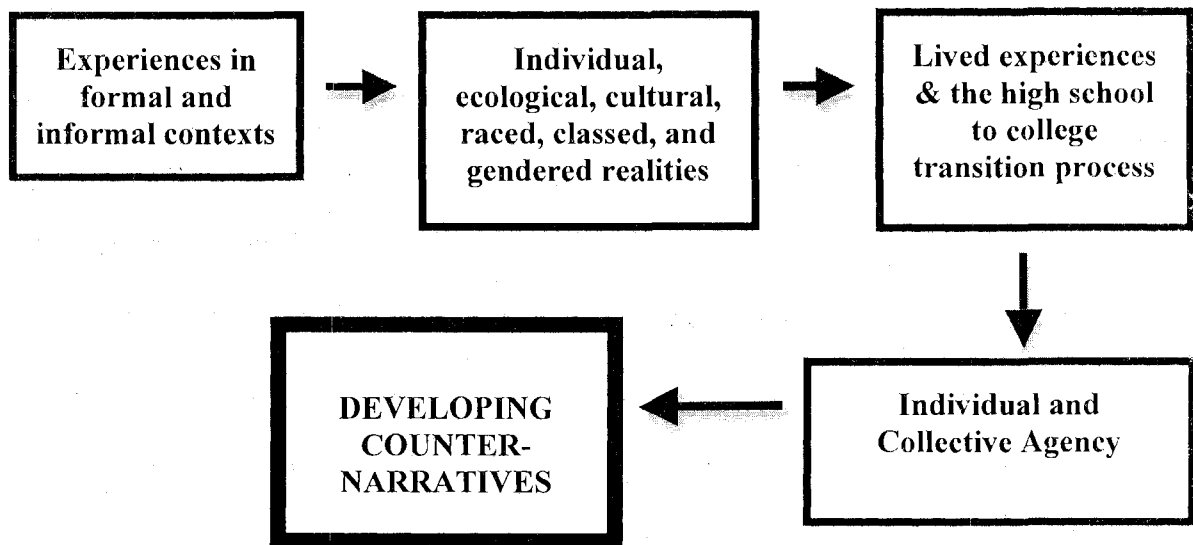 Experiences in
formal and
informal contexts
Individual,
ecological, cultural,
raced, classed, and
gendered realities
Lived experiences
& the high school
to college
transition process
Individual and
Collective Agency
DEVELOPING
COUNTER-
NARRATIVES